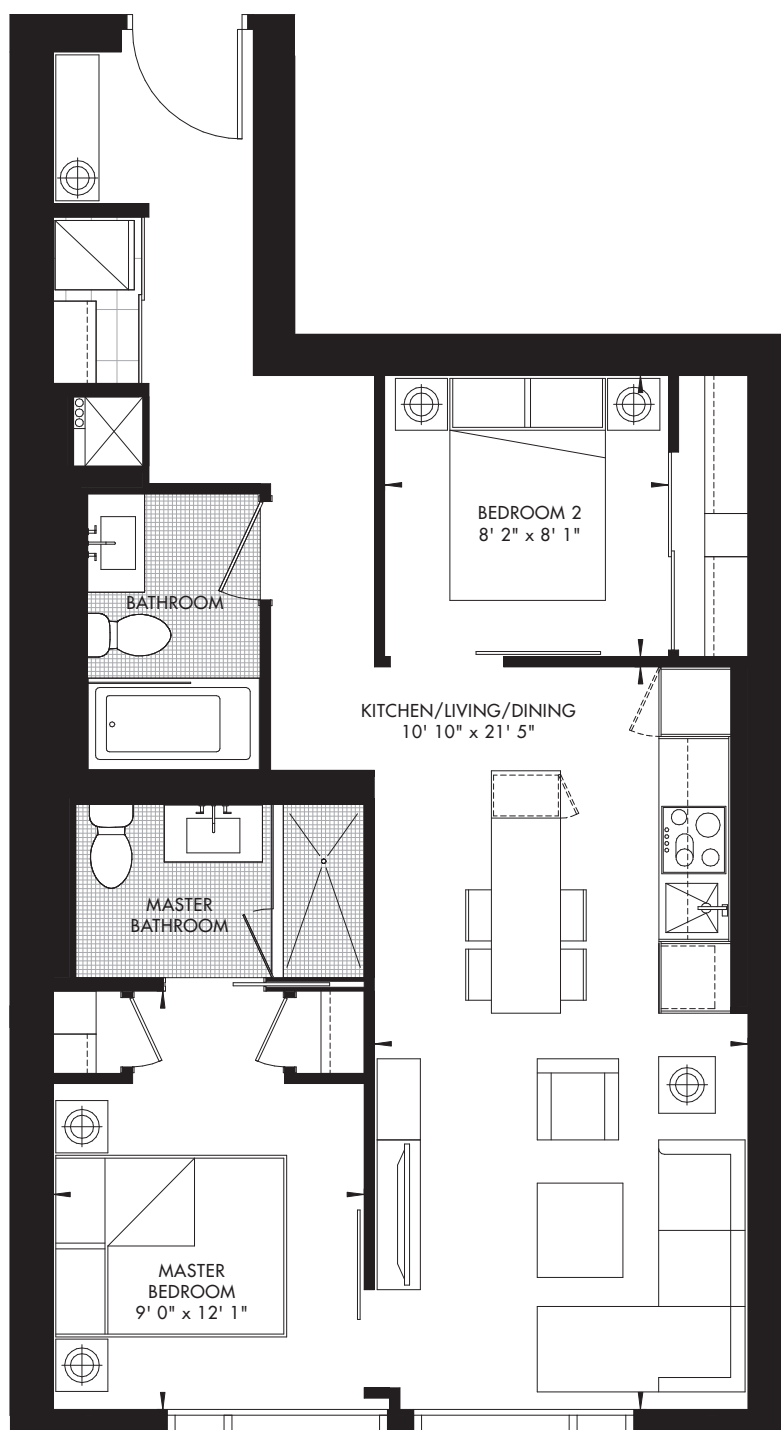 BEDROOM 2
8' 2" x 8' 1"
BATHROOM
KITCHEN/LIVING/DINING
10' 10" x 21' 5"
MASTER
BATHROOM
MASTER
BEDROOM
9' 0" x 12' 1"